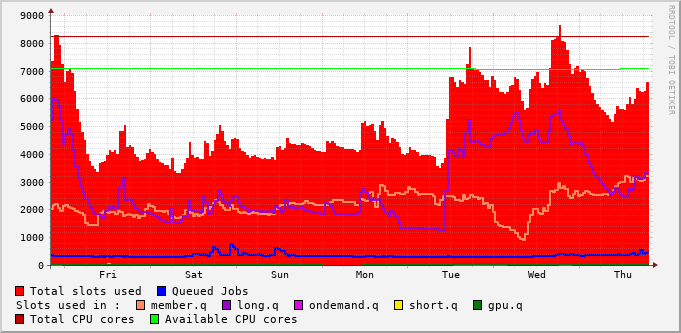 9000
8000
7000
6000
5000
4000
3000
2000
1000
0
Fri Sat Sun Mon Tue Wed Thu
RRDTOOL / TOBI OETIKER
Total slots used Queued Jobs
Slots used in : member.q long.q ondemand.q short.q gpu.q
Total CPU cores Available CPU cores